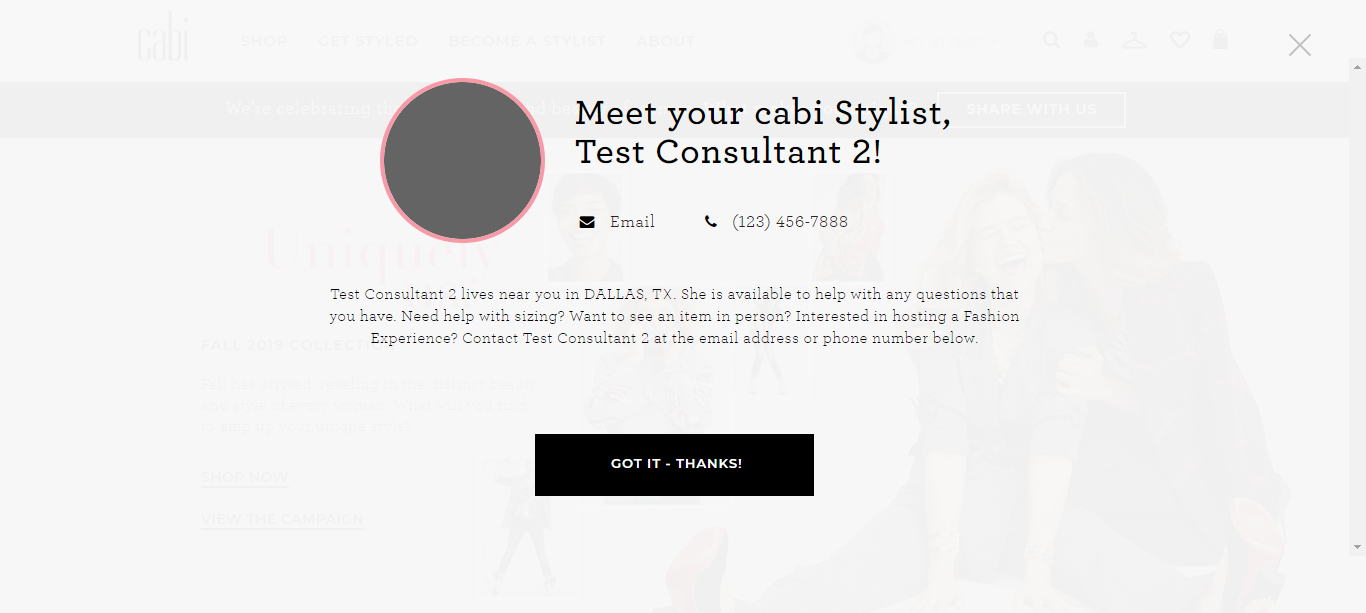 cabi
SHOP GET STYLED BECOME A STYLIST ABOUT
We're celebrating
SHARE WITH US
Meet your cabi Stylist,
Test Consultant 2!
Email (123) 456-7888
Uniquely
Test Consultant 2 lives near you in DALLAS, TX. She is available to help with any questions that
you have. Need help with sizing? Want to see an item in person? Interested in hosting a Fashion
Experience? Contact Test Consultant 2 at the email address or phone number below.
FALL 2019 COLLECTION
GOT IT - THANKS!
SHOP NOW
VIEW THE CAMPAIGN